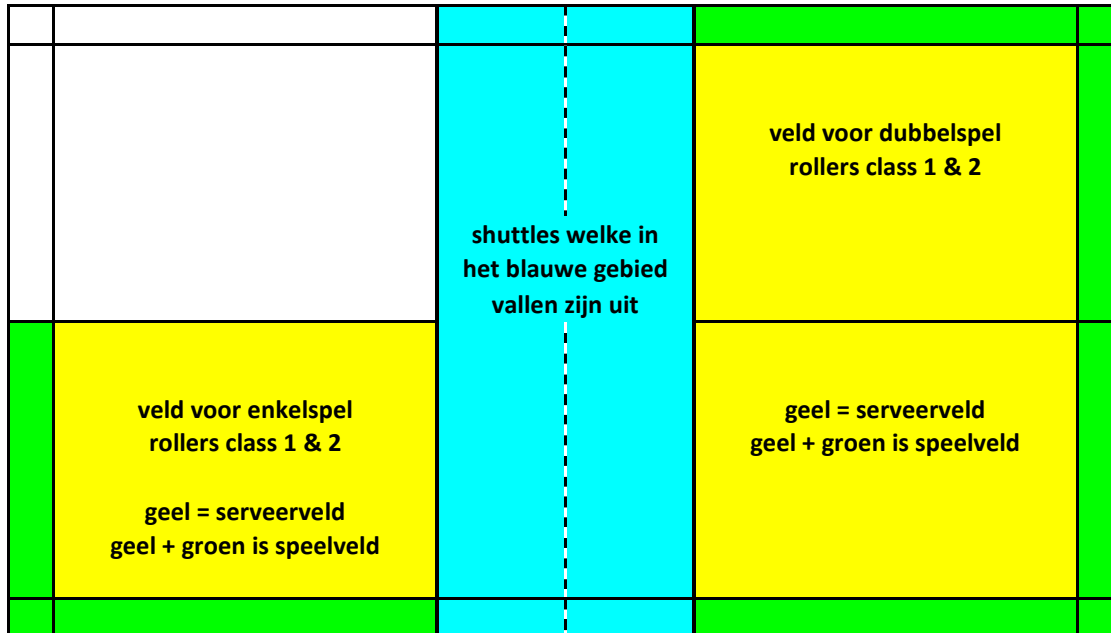 veld voor dubbelspel
rollers class 1 & 2
shuttles welke in
het blauwe gebied
vallen zijn uit
veld voor enkelspel
rollers class 1 & 2
geel = serveerveld
geel + groen is speelveld
geel = serveerveld
geel + groen is speelveld